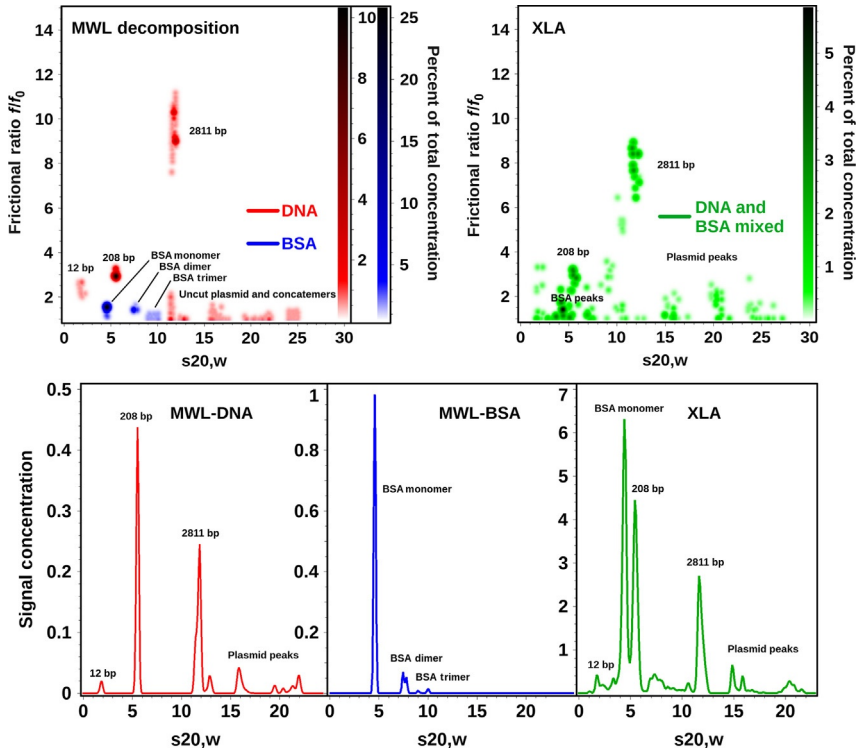 MWL decomposition
14
12
10
8
6
4
2
Frictional ratio f/f0
2811 bp
DNA
BSA
12 bp
208 bp
BSA monomer
BSA dimer
BSA trimer
Uncut plasmid and concatemers
0 5 10 15 20 25 30
s20,w
8
6
4
2
10
8
6
4
2
25
20
15
10
5
Percent of total concentration
XLA
14
12
10
8
6
4
2
Frictional ratio f/f0
2811 bp
DNA and
BSA mixed
208 bp
Plasmid peaks
BSA peaks
0 5 10 15 20 25 30
s20,w
5
4
3
2
1
Percent of total concentration
MWL-DNA
0.5
0.4
0.3
0.2
0.1
0
Signal concentration
208 bp
2811 bp
12 bp
Plasmid peaks
0 5 10 15 20
s20,w
MWL-BSA
1
0.8
0.6
0.4
0.2
BSA monomer
BSA dimer
BSA trimer
5 10 15 20
s20,w
XLA
7
6
5
4
3
2
1
BSA monomer
208 bp
2811 bp
12 bp
Plasmid peaks
0 5 10 15 20
s20,w